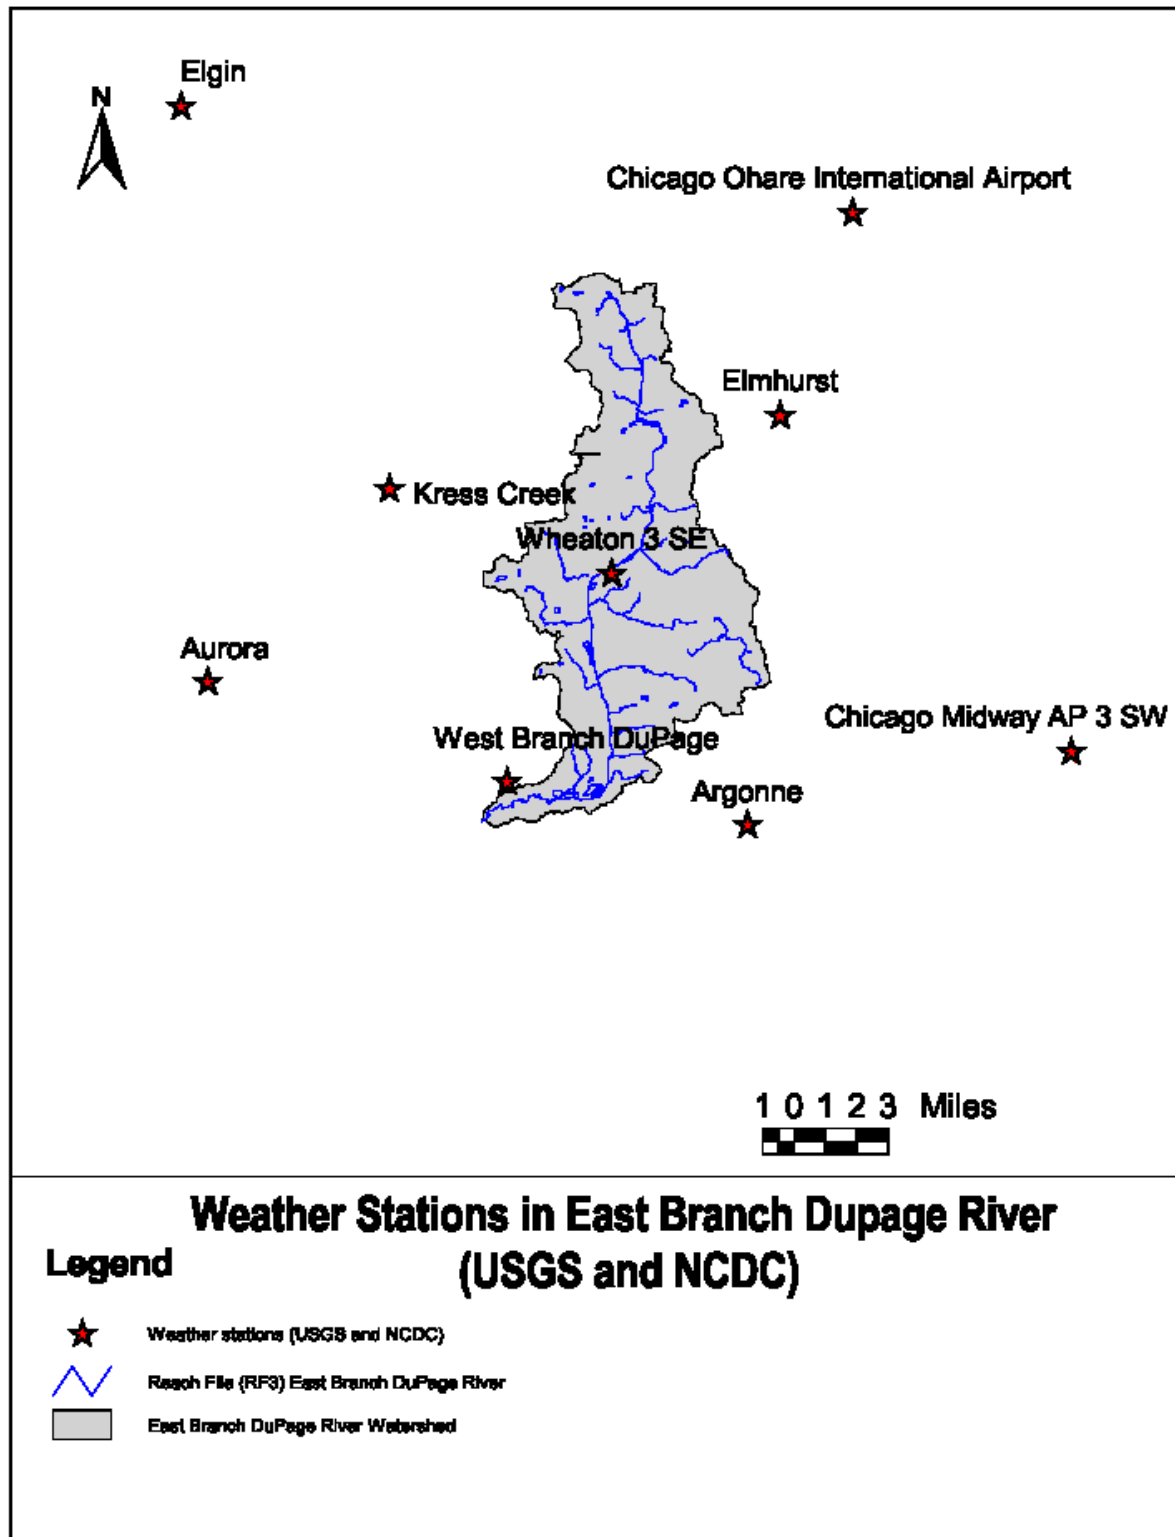 Elgin
N
Chicago Ohare International Airport
Elmhurst
Kress Creek
Wheaton 3 SE
Aurora
Chicago Midway AP 3 SW
West Branch DuPage
Argonne
1 0 1 2 3 Miles
Weather Stations in East Branch Dupage River
(USGS and NCDC)
Legend
Weather stations (USGS and NCDC)
Reach File (RF3) East Branch DuPage River
East Branch DuPage River Watershed